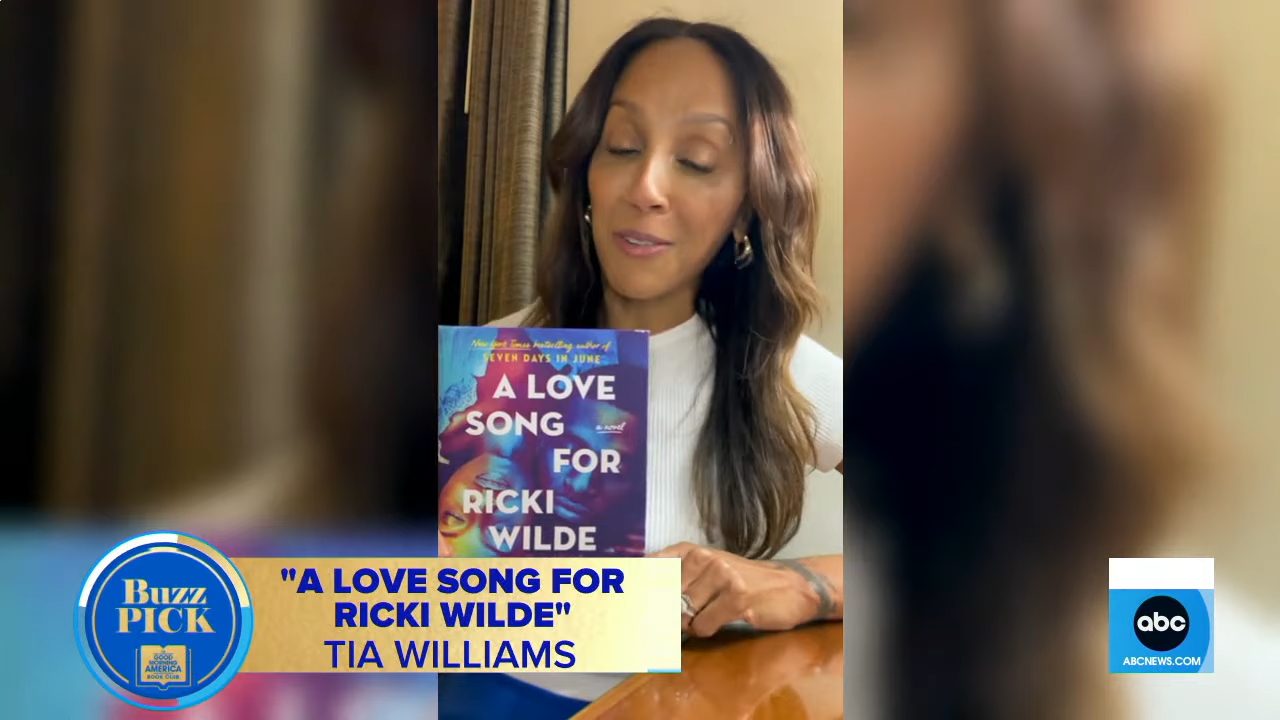 New York Times bestselling author of
SEVEN DAYS IN JUNE
A LOVE
SONG
a novel
FOR
RICKI
WILDE
Buzz
PICK
GOOD
MORNING
AMERICA
BOOK CLUB
"A LOVE SONG FOR
RICKI WILDE"
TIA WILLIAMS
abc
ABCNEWS.COM